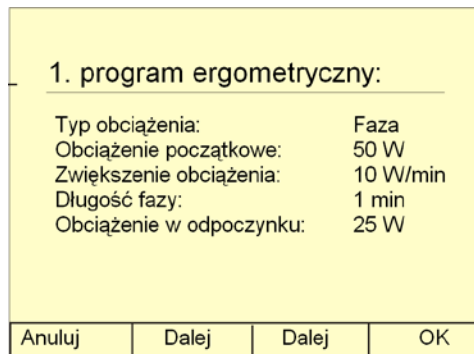 1. program ergometryczny:
Typ obciążenia: Faza
Obciążenie początkowe: 50 W
Zwiększenie obciążenia: 10 W/min
Długość fazy: 1 min
Obciążenie w odpoczynku: 25 W
Anuluj Dalej Dalej OK